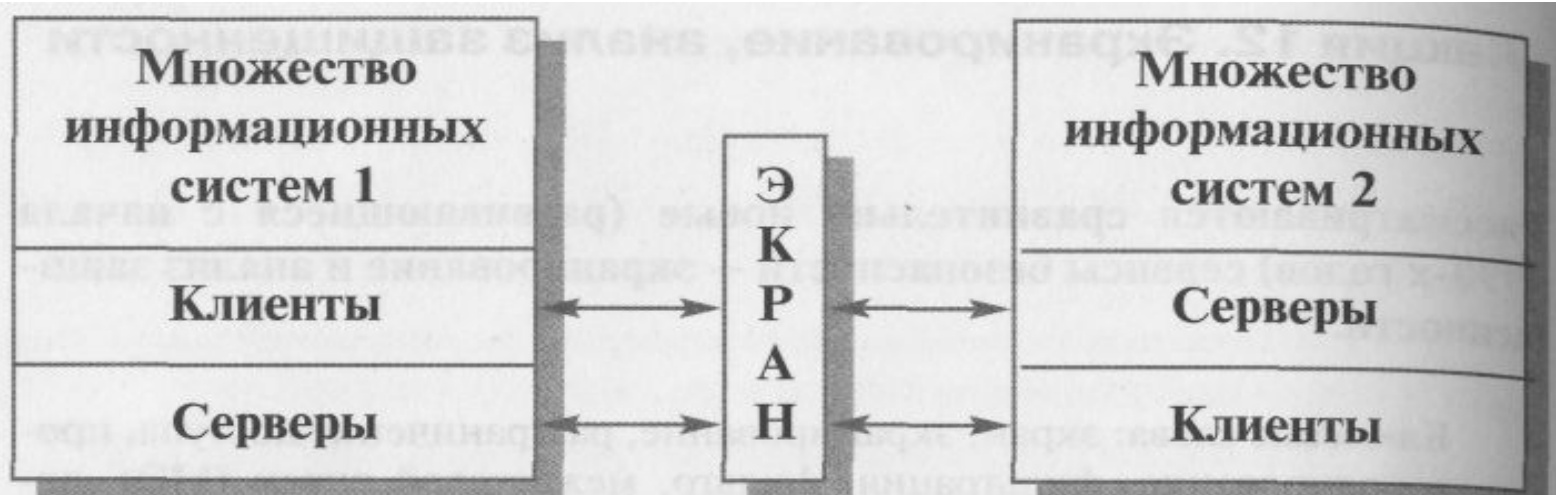 Множество
информационных
систем 1
Клиенты
Серверы
Э
К
Р
А
Н
Множество
информационных
систем 2
Серверы
Клиенты